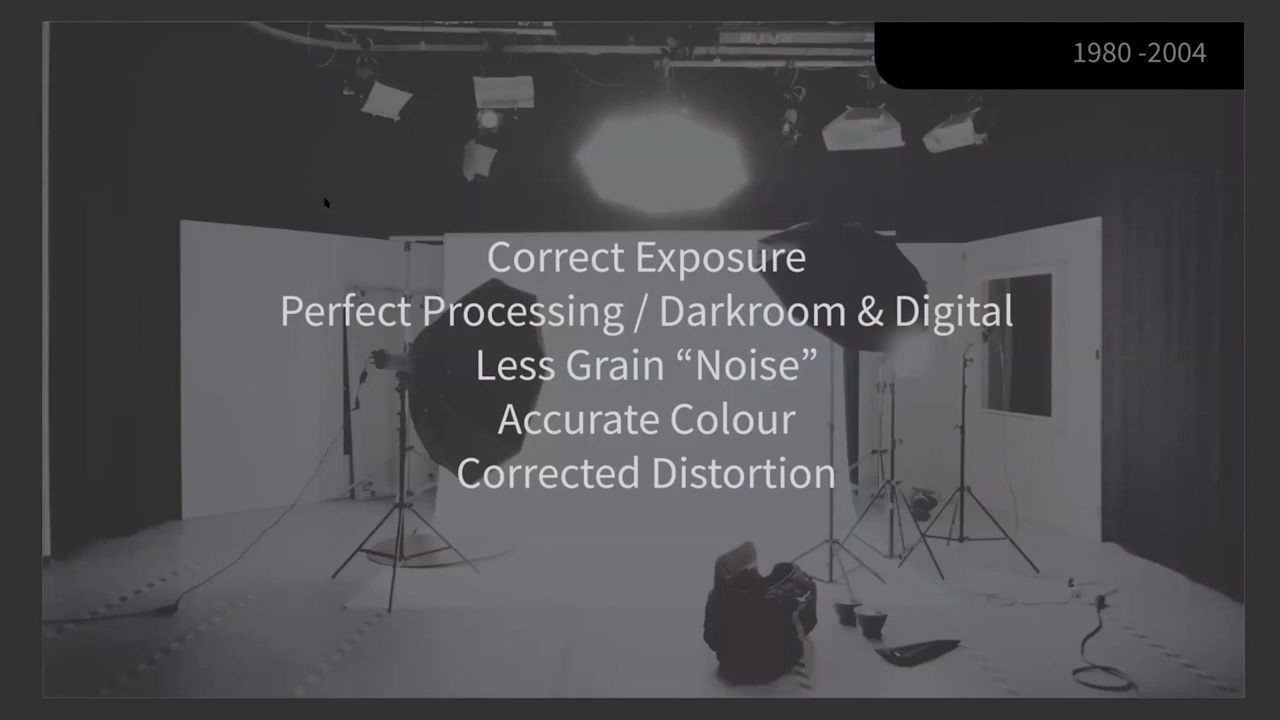 1980 -2004
Correct Exposure
Perfect Processing / Darkroom & Digital
Less Grain “Noise”
Accurate Colour
Corrected Distortion